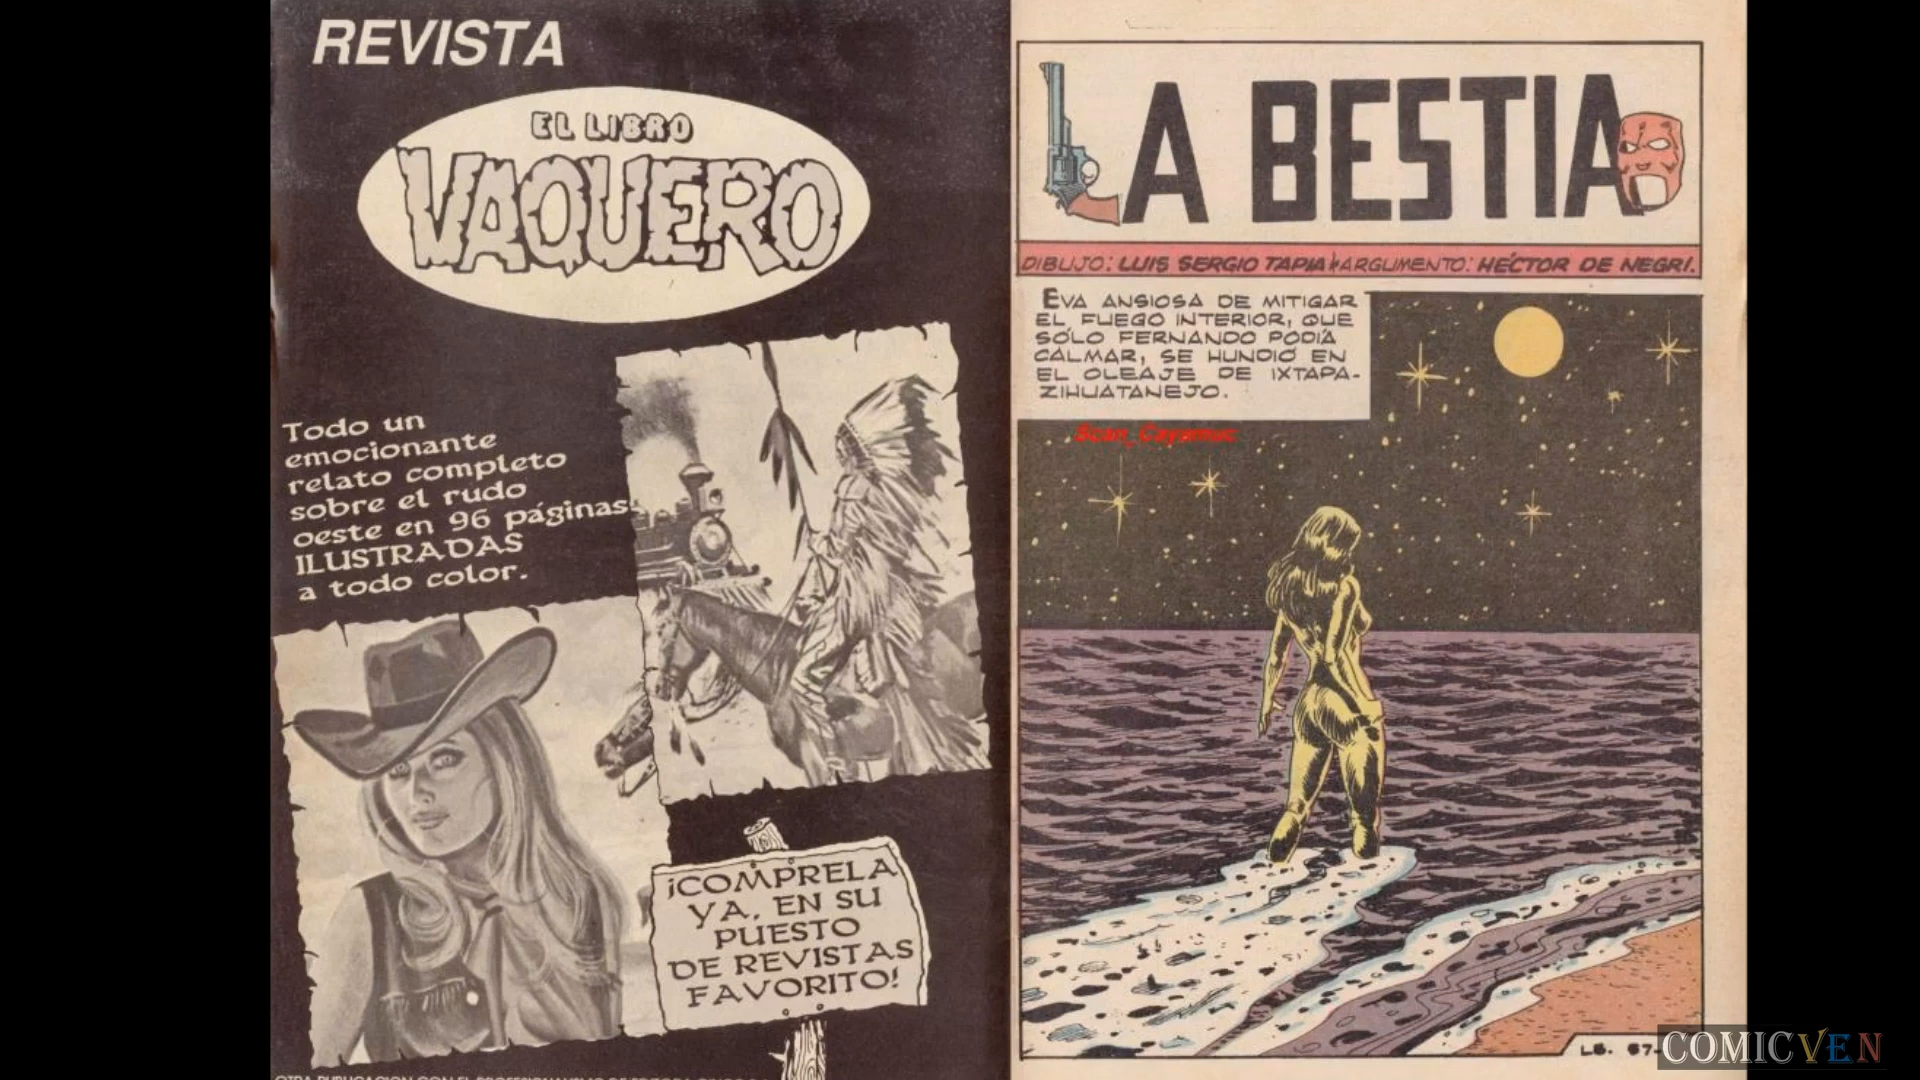 REVISTA
EL LIBRO
VAQUERO
Todo un
emocionante
relato completo
sobre el rudo
oeste en 96 páginas
ILUSTRADAS
a todo color.
¡COMPRELA
YA, EN SU
PUESTO
DE REVISTAS
FAVORITO!
LA BESTIA
DIBUJO: LUIS SERGIO TAPIA ARGUMENTO: HÉCTOR DE NEGRI.
EVA ANSIOSA DE MITIGAR
EL FUEGO INTERIOR, QUE
SÓLO FERNANDO PODÍA
CALMAR, SE HUNDIÓ EN
EL OLEAJE DE IXTAPA-
ZIHUATANEJO.
Scan_Cayamuc
COMICVEN